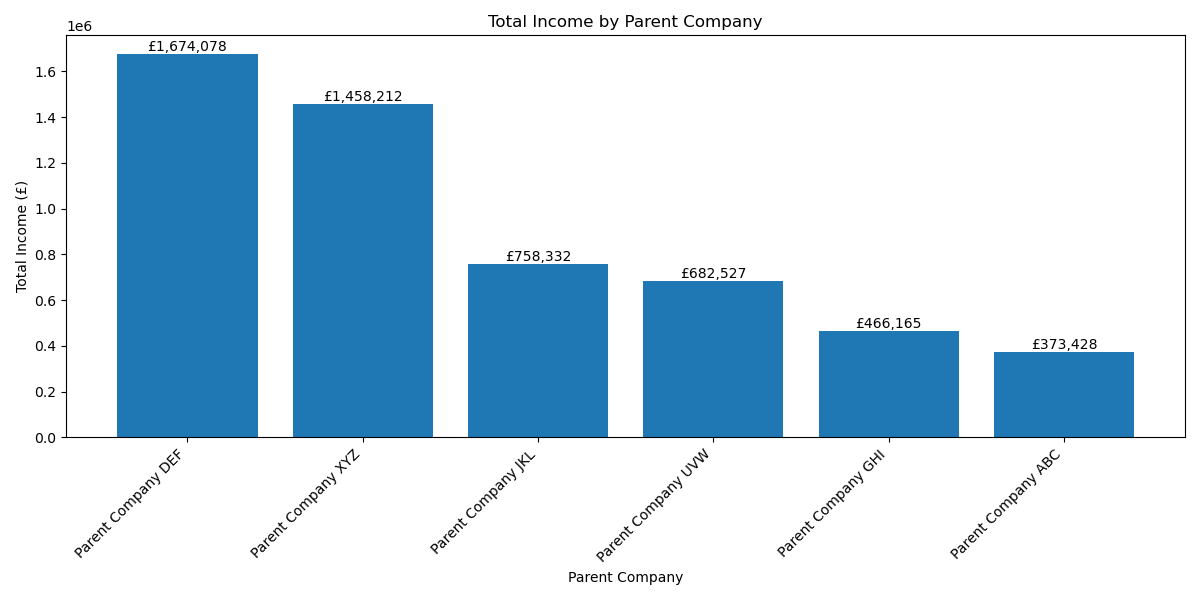 Total Income by Parent Company
1e6
£1,674,078
£1,458,212
£758,332
£682,527
£466,165
£373,428
1.6
1.4
1.2
1.0
0.8
0.6
0.4
0.2
0.0
Total Income (£)
Parent Company DEF
Parent Company XYZ
Parent Company JKL
Parent Company UVW
Parent Company GHI
Parent Company ABC
Parent Company